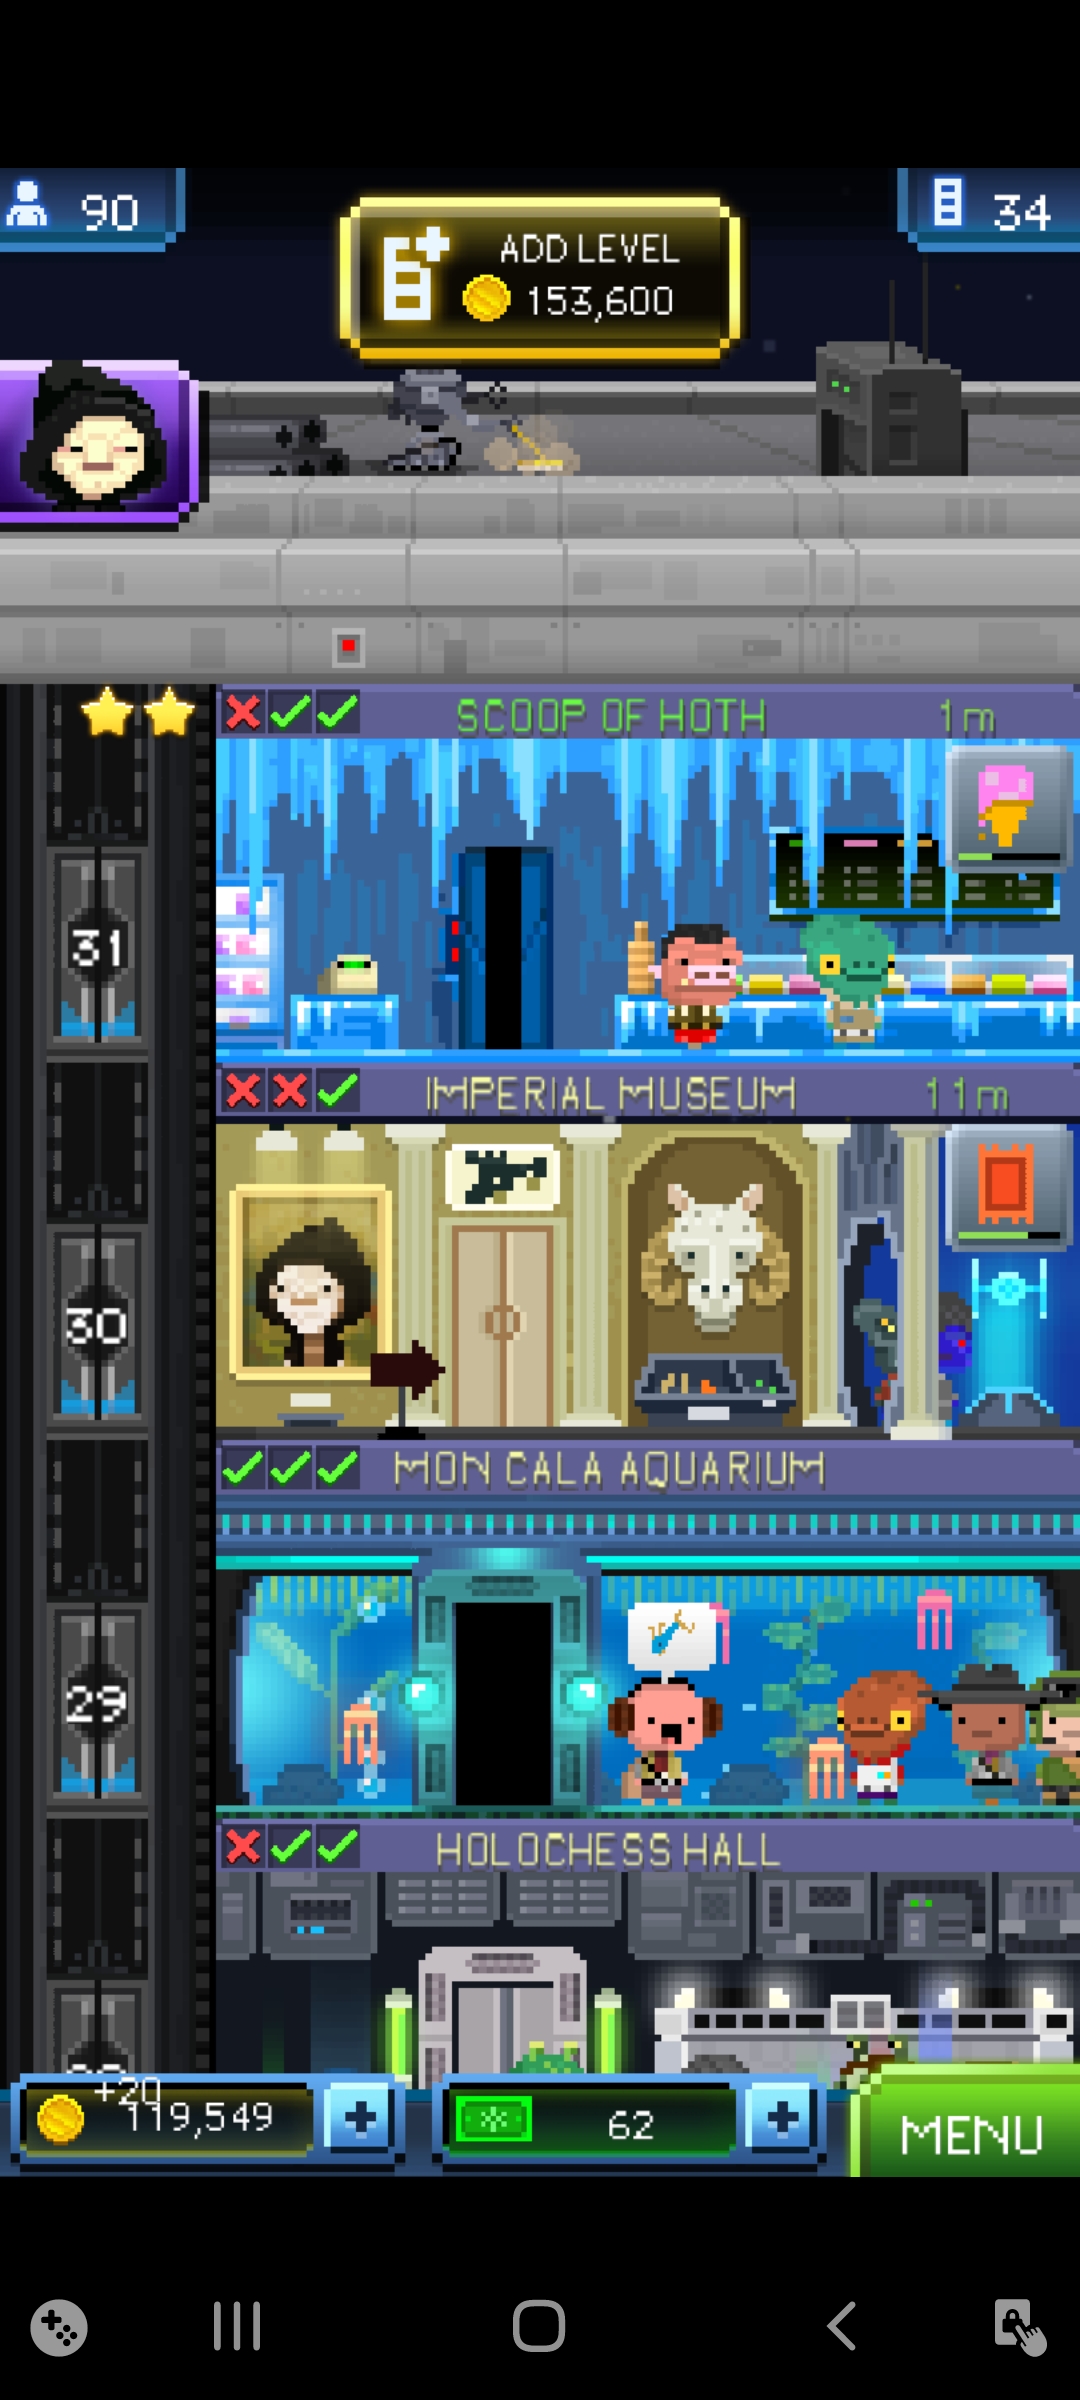 90
ADD LEVEL
153,600
34
SCOOP OF HOTH 1m
31
IMPERIAL MUSEUM 11m
30
MON CALA AQUARIUM
29
HOLOCHESS HALL
+20
119,549
62
MENU